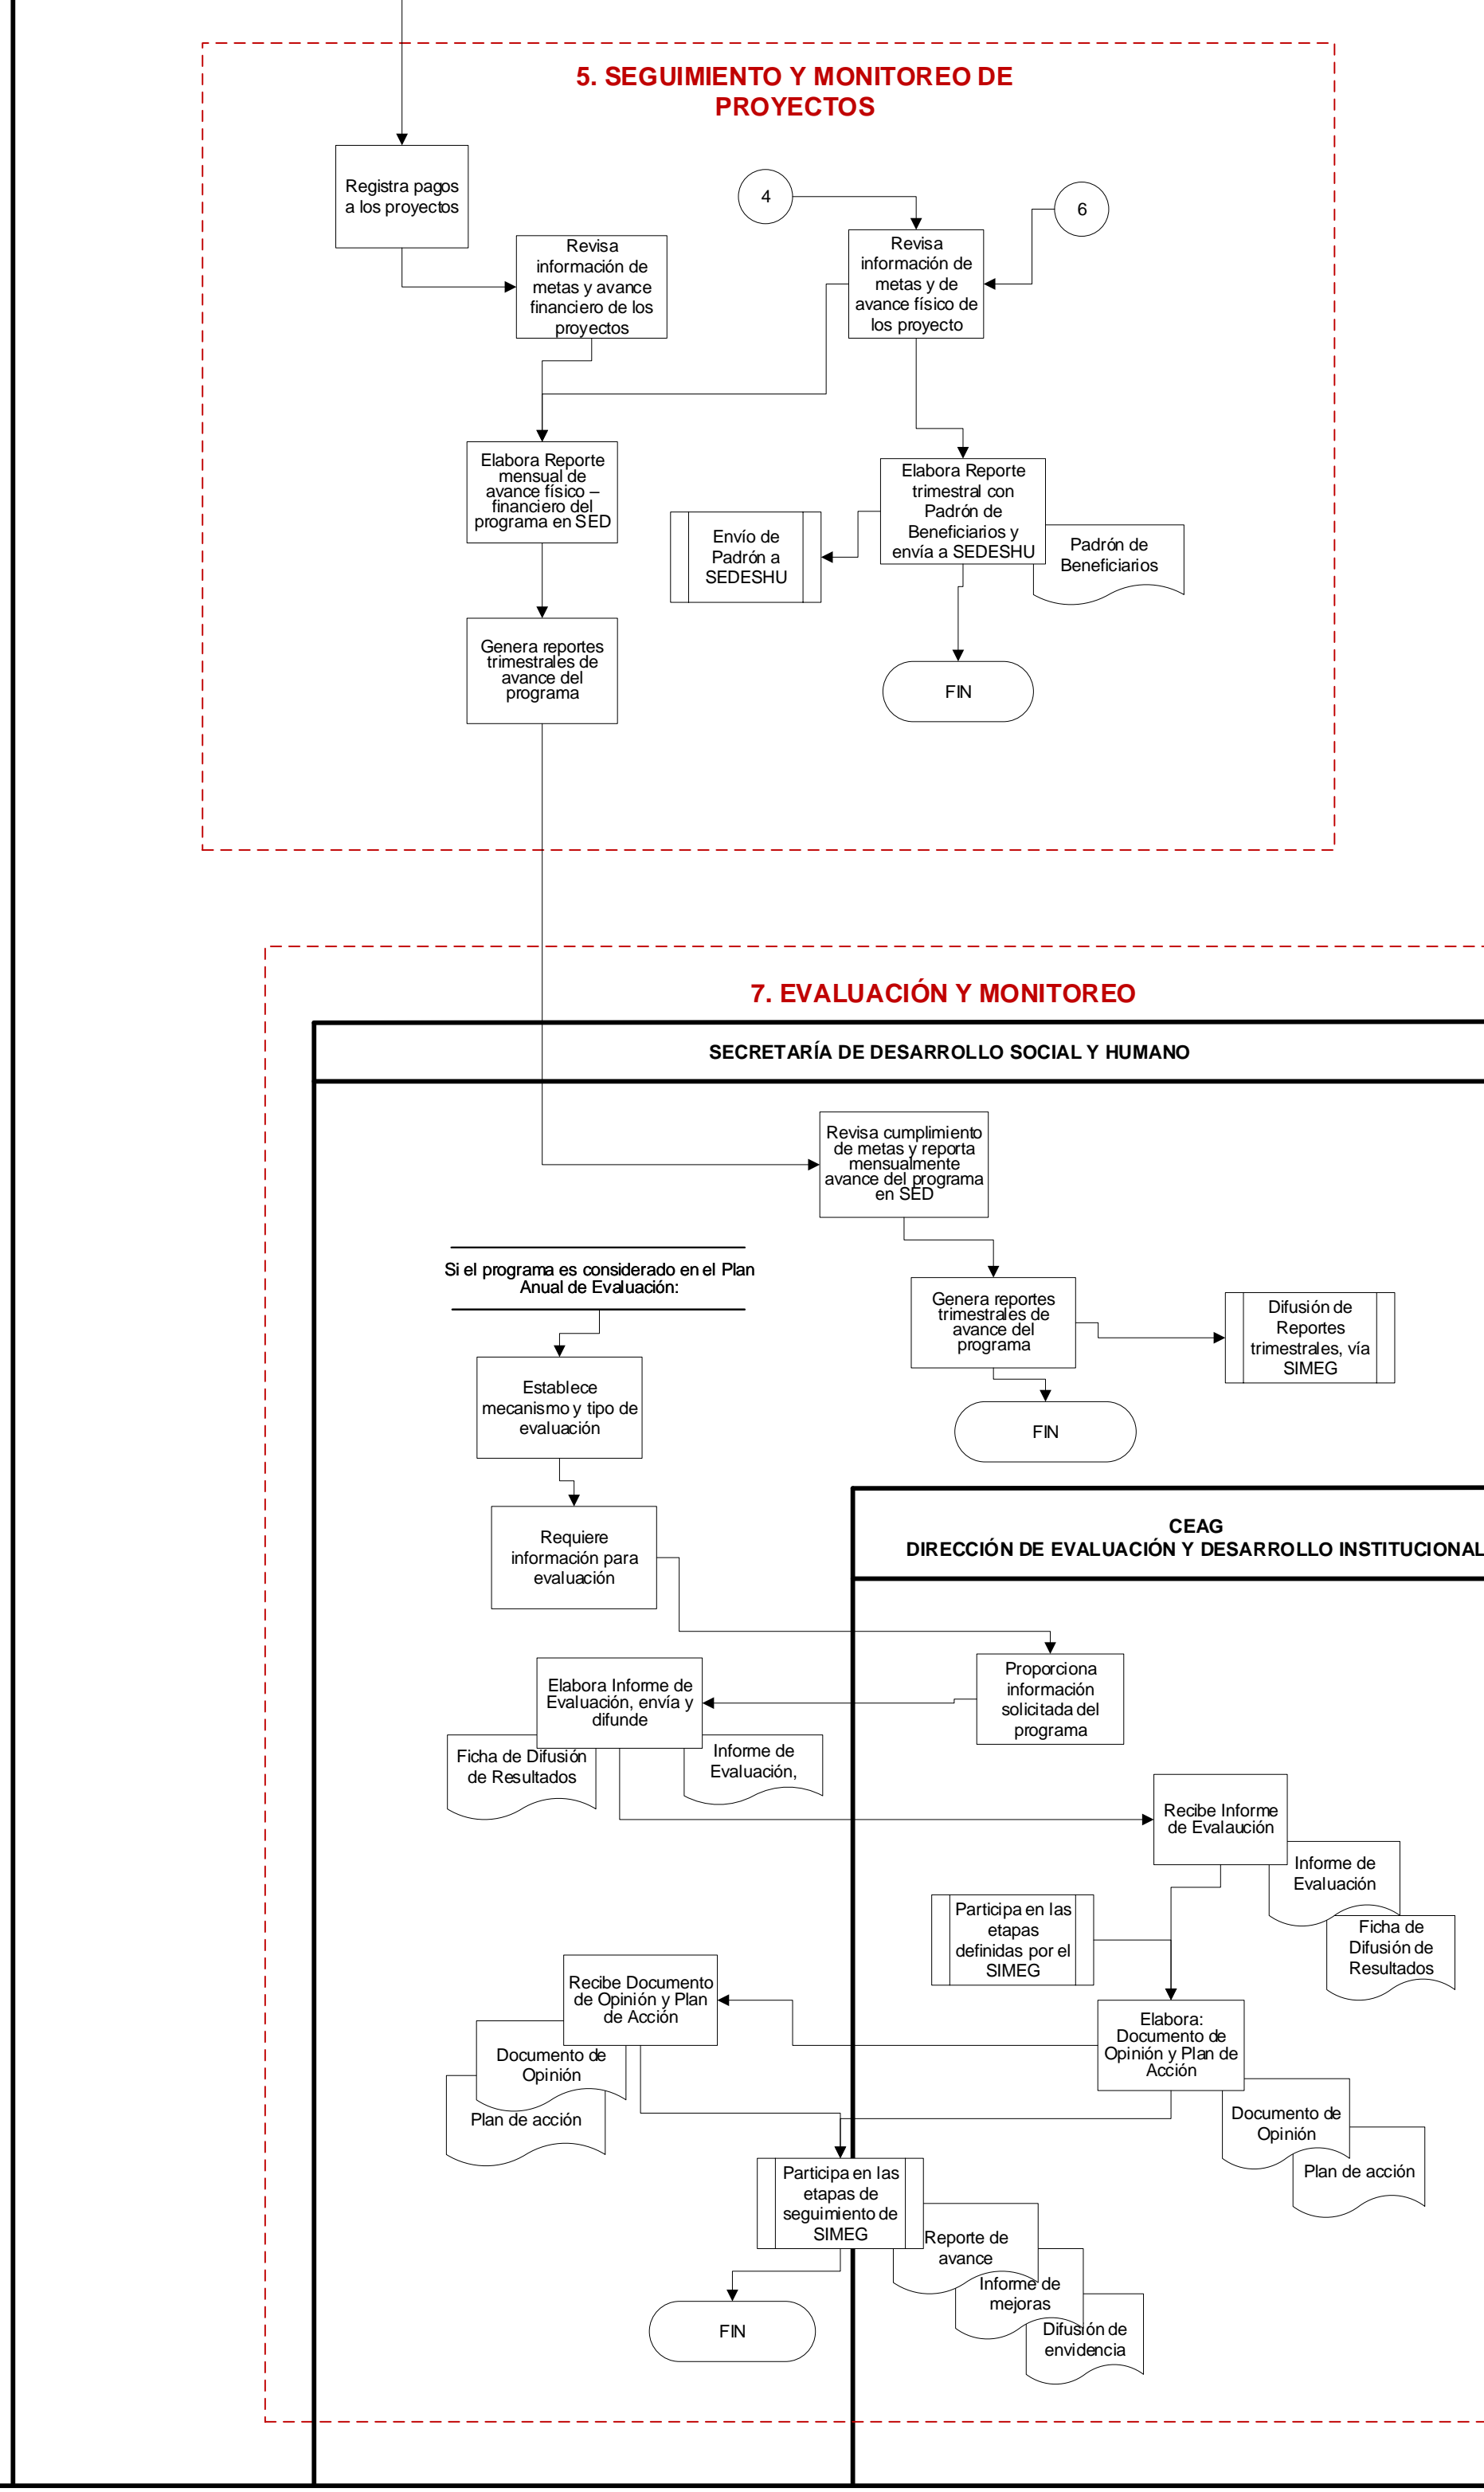 5. SEGUIMIENTO Y MONITOREO DE
PROYECTOS
Registra pagos
a los proyectos
4
6
Revisa
información de
metas y avance
financiero de los
proyectos
Revisa
información de
metas y de
avance físico de
los proyecto
Elabora Reporte
mensual de
avance físico –
financiero del
programa en SED
Elabora Reporte
trimestral con
Padrón de
Beneficiarios y
envía a SEDESHU
Envío de
Padrón a
SEDESHU
Padrón de
Beneficiarios
Genera reportes
trimestrales de
avance del
programa
FIN
7. EVALUACIÓN Y MONITOREO
SECRETARÍA DE DESARROLLO SOCIAL Y HUMANO
Revisa cumplimiento
de metas y reporta
mensualmente
avance del programa
en SED
Si el programa es considerado en el Plan
Anual de Evaluación:
Genera reportes
trimestrales de
avance del
programa
Difusión de
Reportes
trimestrales, vía
SIMEG
Establece
mecanismo y tipo de
evaluación
FIN
Requiere
información para
evaluación
CEAG
DIRECCIÓN DE EVALUACIÓN Y DESARROLLO INSTITUCIONAL
Proporciona
información
solicitada del
programa
Elabora Informe de
Evaluación, envía y
difunde
Ficha de Difusión
de Resultados
Informe de
Evaluación,
Recibe Informe
de Evalaución
Informe de
Evaluación
Ficha de
Difusión de
Resultados
Participa en las
etapas
definidas por el
SIMEG
Recibe Documento
de Opinión y Plan
de Acción
Documento de
Opinión
Plan de acción
Elabora:
Documento de
Opinión y Plan de
Acción
Documento de
Opinión
Plan de acción
Participa en las
etapas de
seguimiento de
SIMEG
Reporte de
avance
Informe de
mejoras
Difusión de
envidencia
FIN